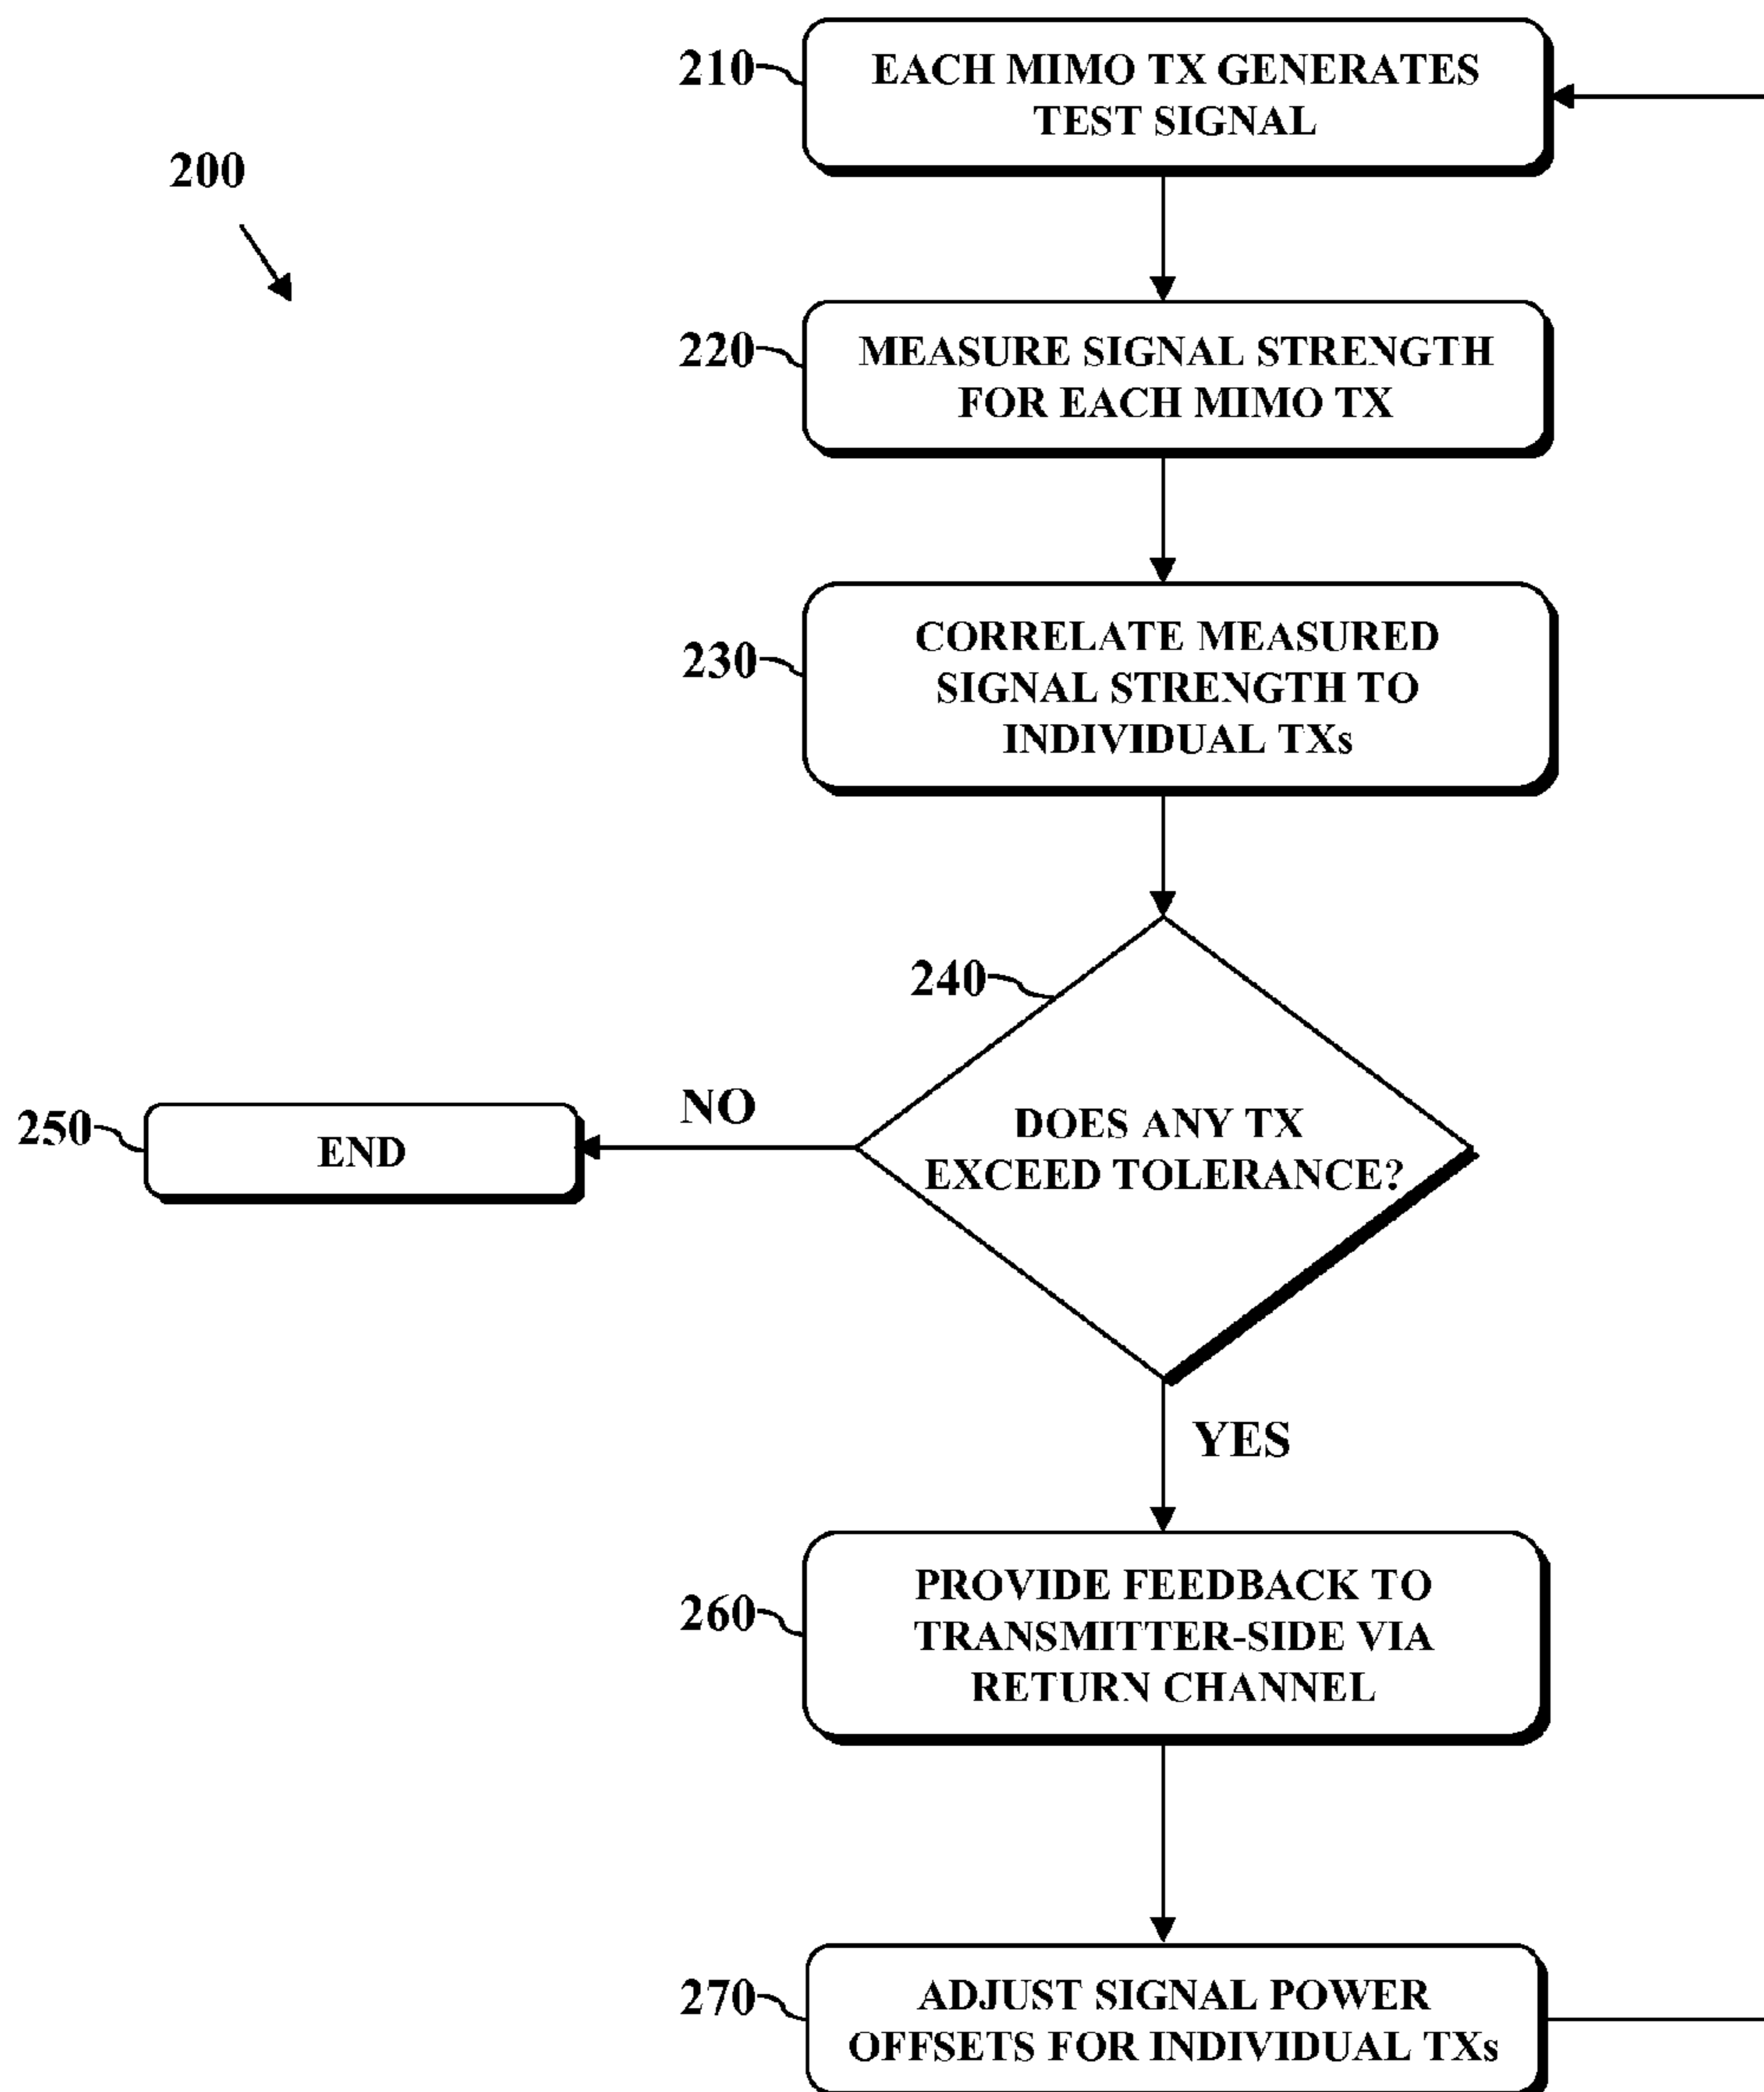 210
EACH MIMO TX GENERATES
TEST SIGNAL
200
220
MEASURE SIGNAL STRENGTH
FOR EACH MIMO TX
230
CORRELATE MEASURED
SIGNAL STRENGTH TO
INDIVIDUAL TXs
240
DOES ANY TX
EXCEED TOLERANCE?
NO
250
END
YES
260
PROVIDE FEEDBACK TO
TRANSMITTER-SIDE VIA
RETURN CHANNEL
270
ADJUST SIGNAL POWER
OFFSETS FOR INDIVIDUAL TXs